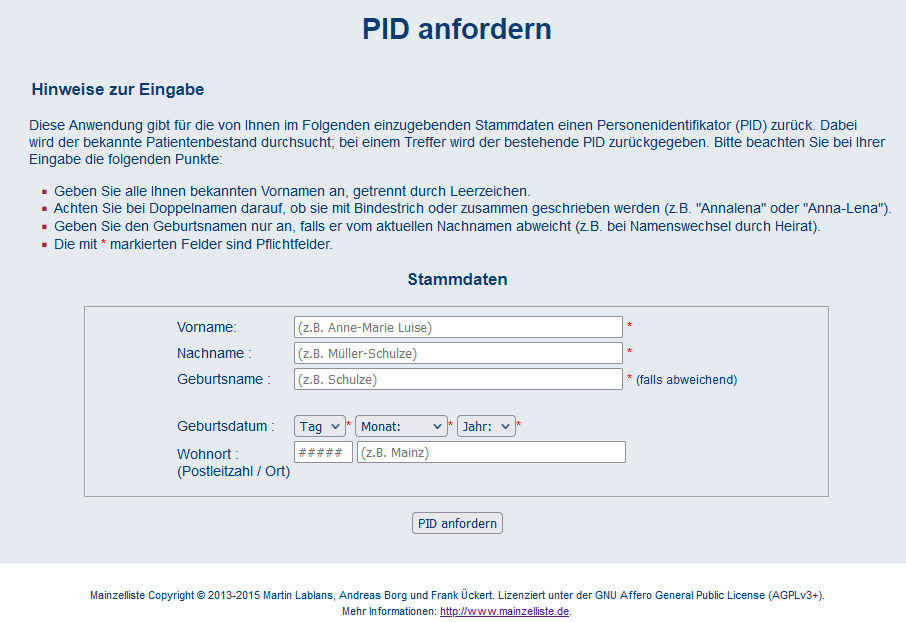 PID anfordern
Hinweise zur Eingabe
Diese Anwendung gibt für die von Ihnen im Folgenden einzugebenden Stammdaten einen Personenidentifikator (PID) zurück. Dabei
wird der bekannte Patientenbestand durchsucht; bei einem Treffer wird der bestehende PID zurückgegeben. Bitte beachten Sie bei Ihrer
Eingabe die folgenden Punkte:
Geben Sie alle Ihnen bekannten Vornamen an, getrennt durch Leerzeichen.
Achten Sie bei Doppelnamen darauf, ob sie mit Bindestrich oder zusammen geschrieben werden (z.B. "Annalena" oder "Anna-Lena").
Geben Sie den Geburtsnamen nur an, falls er vom aktuellen Nachnamen abweicht (z.B. bei Namenswechsel durch Heirat).
Die mit * markierten Felder sind Pflichtfelder.
Stammdaten
Vorname: (z.B. Anne-Marie Luise) *
Nachname : (z.B. Müller-Schulze) *
Geburtsname : (z.B. Schulze) * (falls abweichend)
Geburtsdatum : Tag * Monat: * Jahr: *
Wohnort : ##### (z.B. Mainz)
(Postleitzahl / Ort)
PID anfordern
Mainzelliste Copyright © 2013-2015 Martin Lablans, Andreas Borg und Frank Ückert. Lizenziert unter der GNU Affero General Public License (AGPLv3+).
Mehr Informationen: http://www.mainzelliste.de.